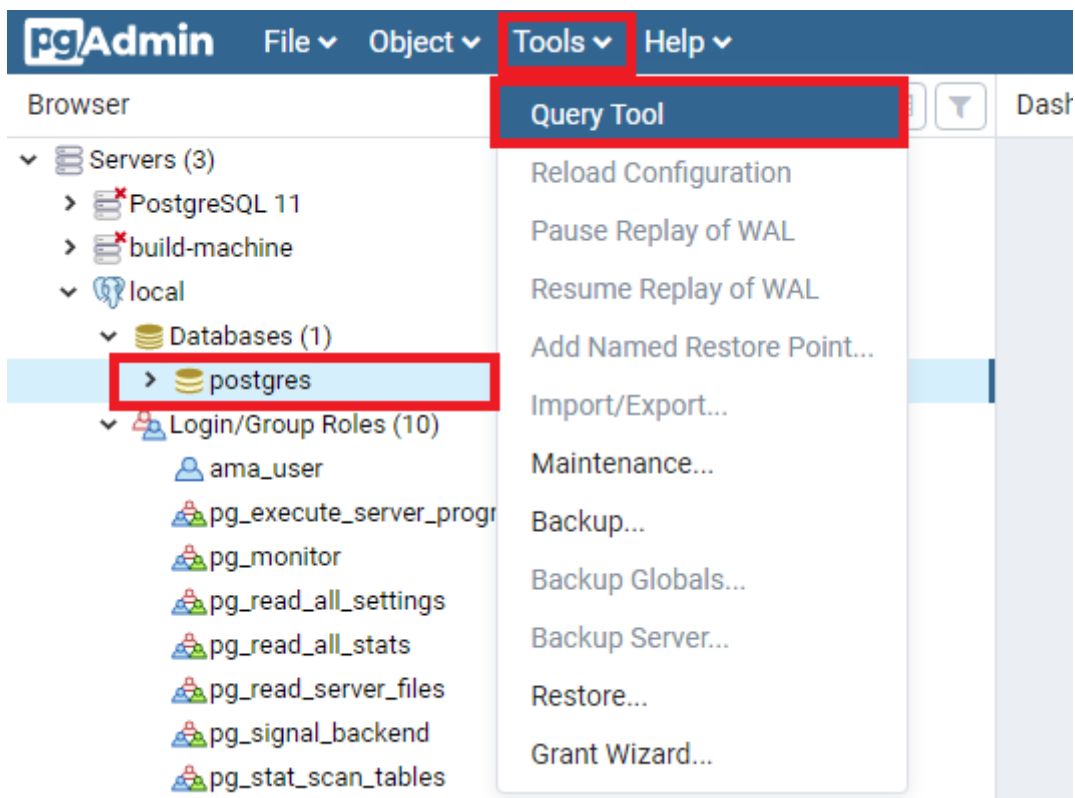 pgAdmin File Object Tools Help
Browser
Dash
Servers (3)
PostgreSQL 11
build-machine
local
Databases (1)
postgres
Login/Group Roles (10)
ama_user
pg_execute_server_progr
pg_monitor
pg_read_all_settings
pg_read_all_stats
pg_read_server_files
pg_signal_backend
pg_stat_scan_tables
Query Tool
Reload Configuration
Pause Replay of WAL
Resume Replay of WAL
Add Named Restore Point...
Import/Export...
Maintenance...
Backup...
Backup Globals...
Backup Server...
Restore...
Grant Wizard...